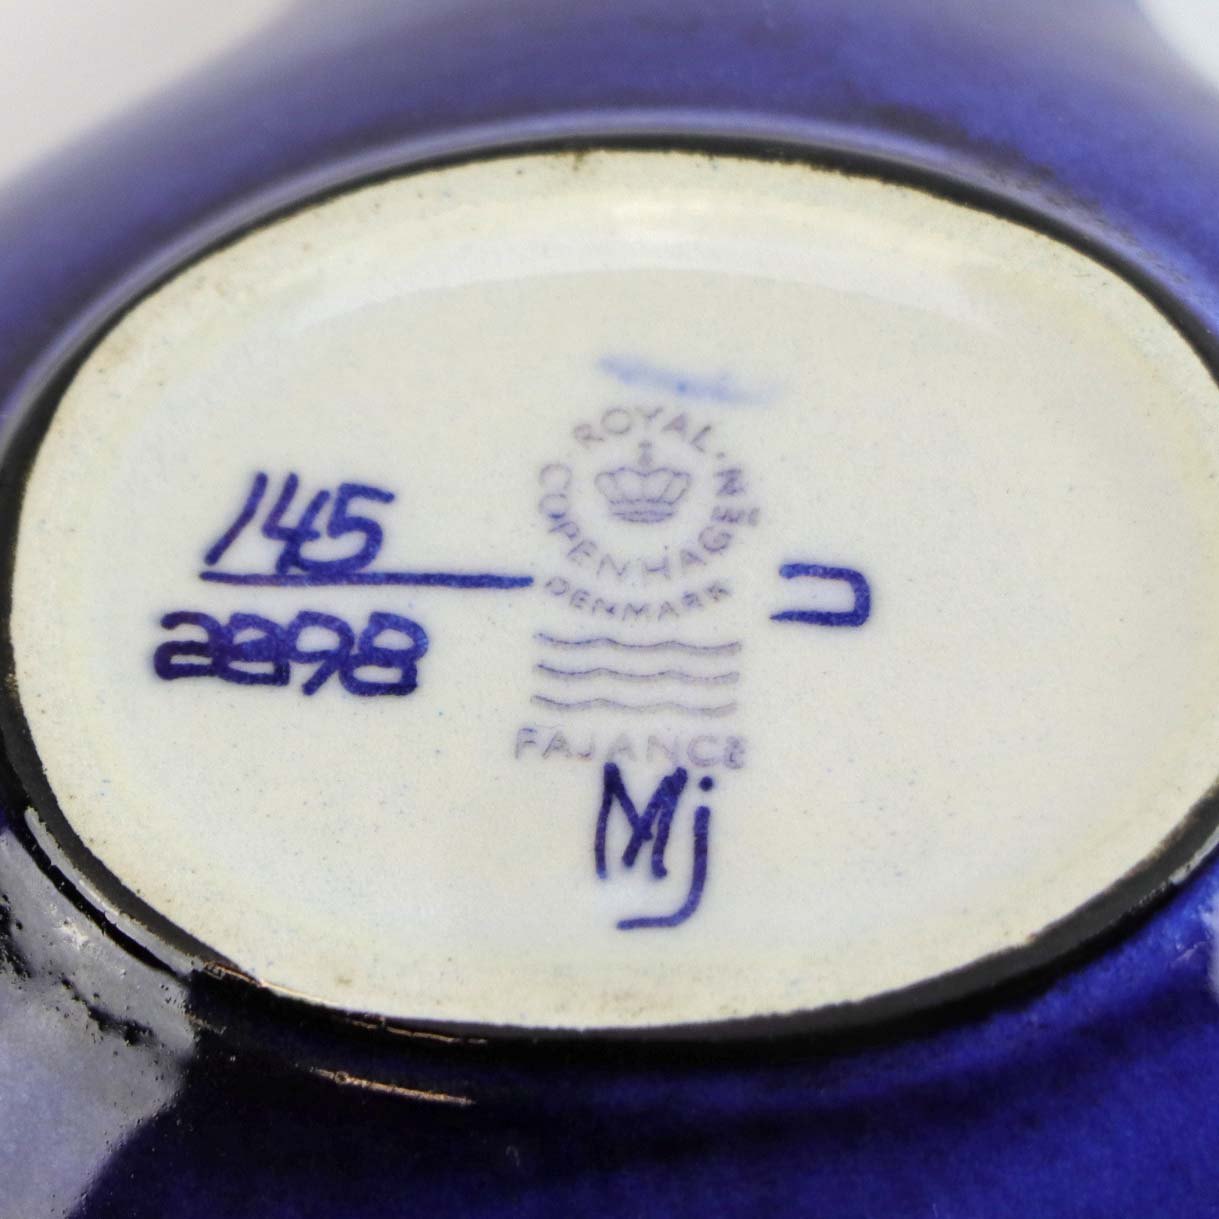 ROYAL COPENHAGEN
DENMARK
FAJANCE
145
2898
Mj